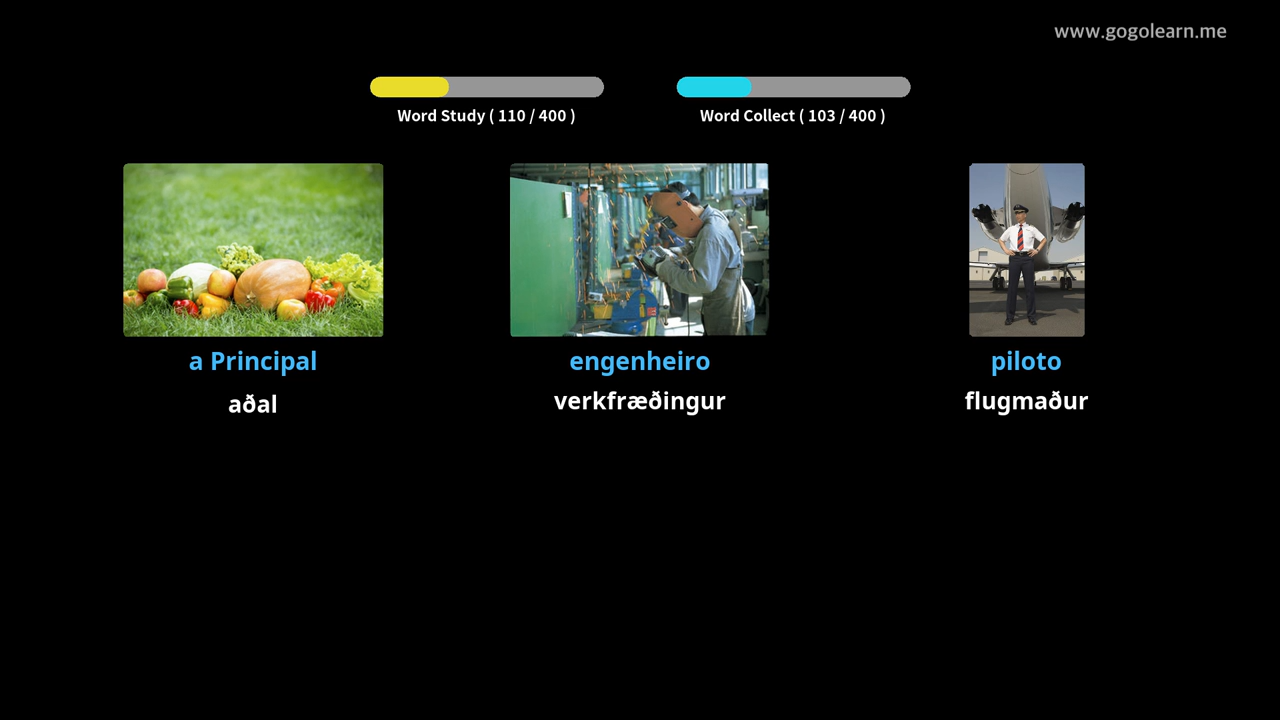 www.gogolearn.me
Word Study ( 110 / 400 )
Word Collect ( 103 / 400 )
a Principal
aðal
engenheiro
verkfræðingur
piloto
flugmaður